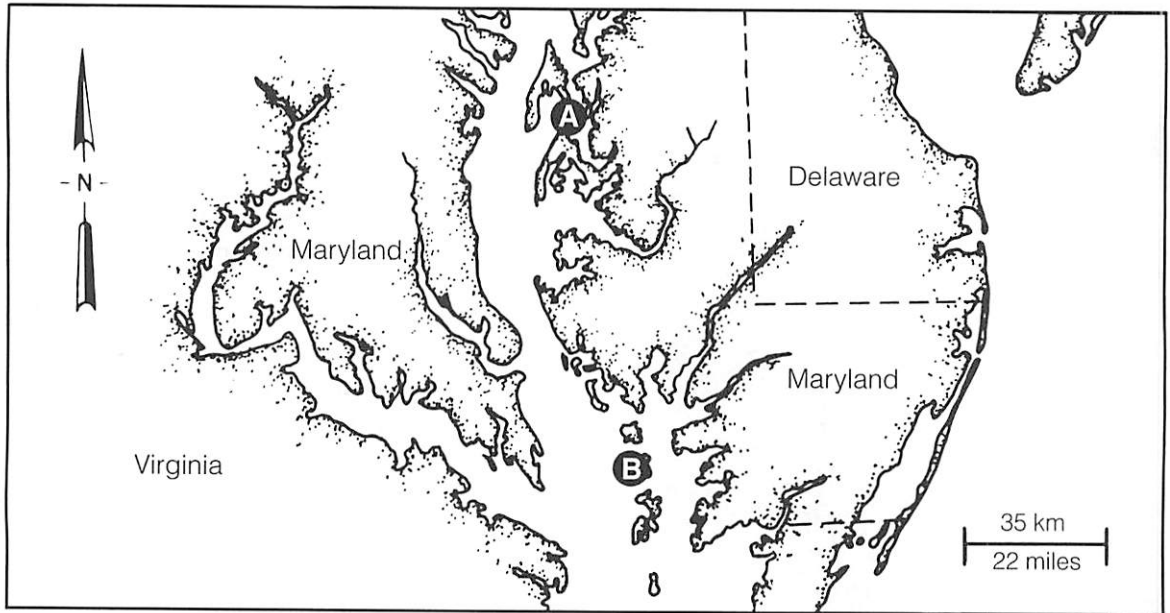 A
- N -
Delaware
Maryland
Maryland
B
Virginia
35 km
22 miles